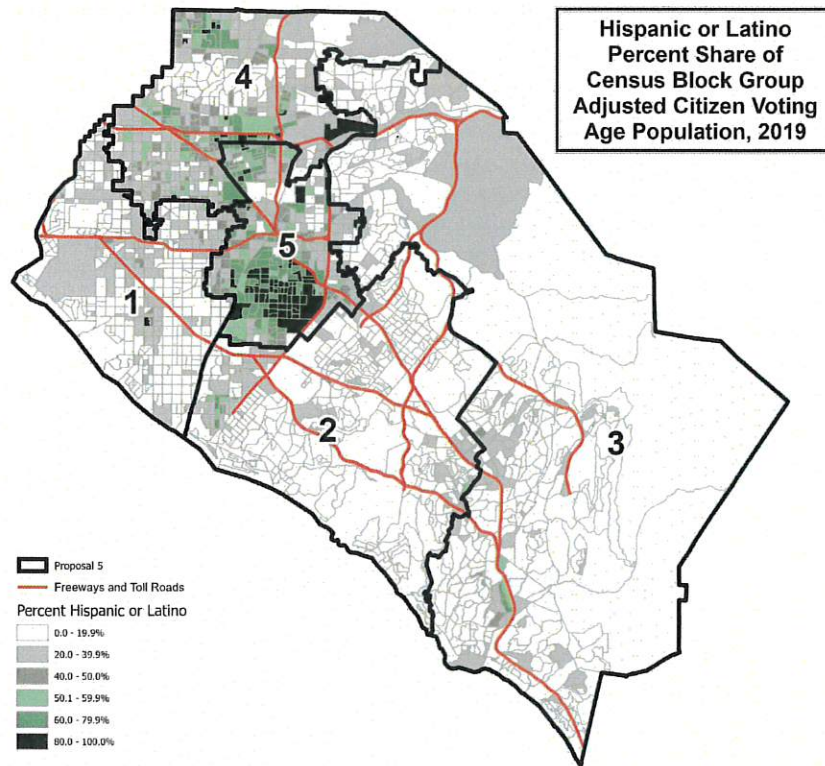 Hispanic or Latino
Percent Share of
Census Block Group
Adjusted Citizen Voting
Age Population, 2019
4
5
1
2
3
Proposal 5
Freeways and Toll Roads
Percent Hispanic or Latino
0.0 - 19.9%
20.0 - 39.9%
40.0 - 50.0%
50.1 - 59.9%
60.0 - 79.9%
80.0 - 100.0%